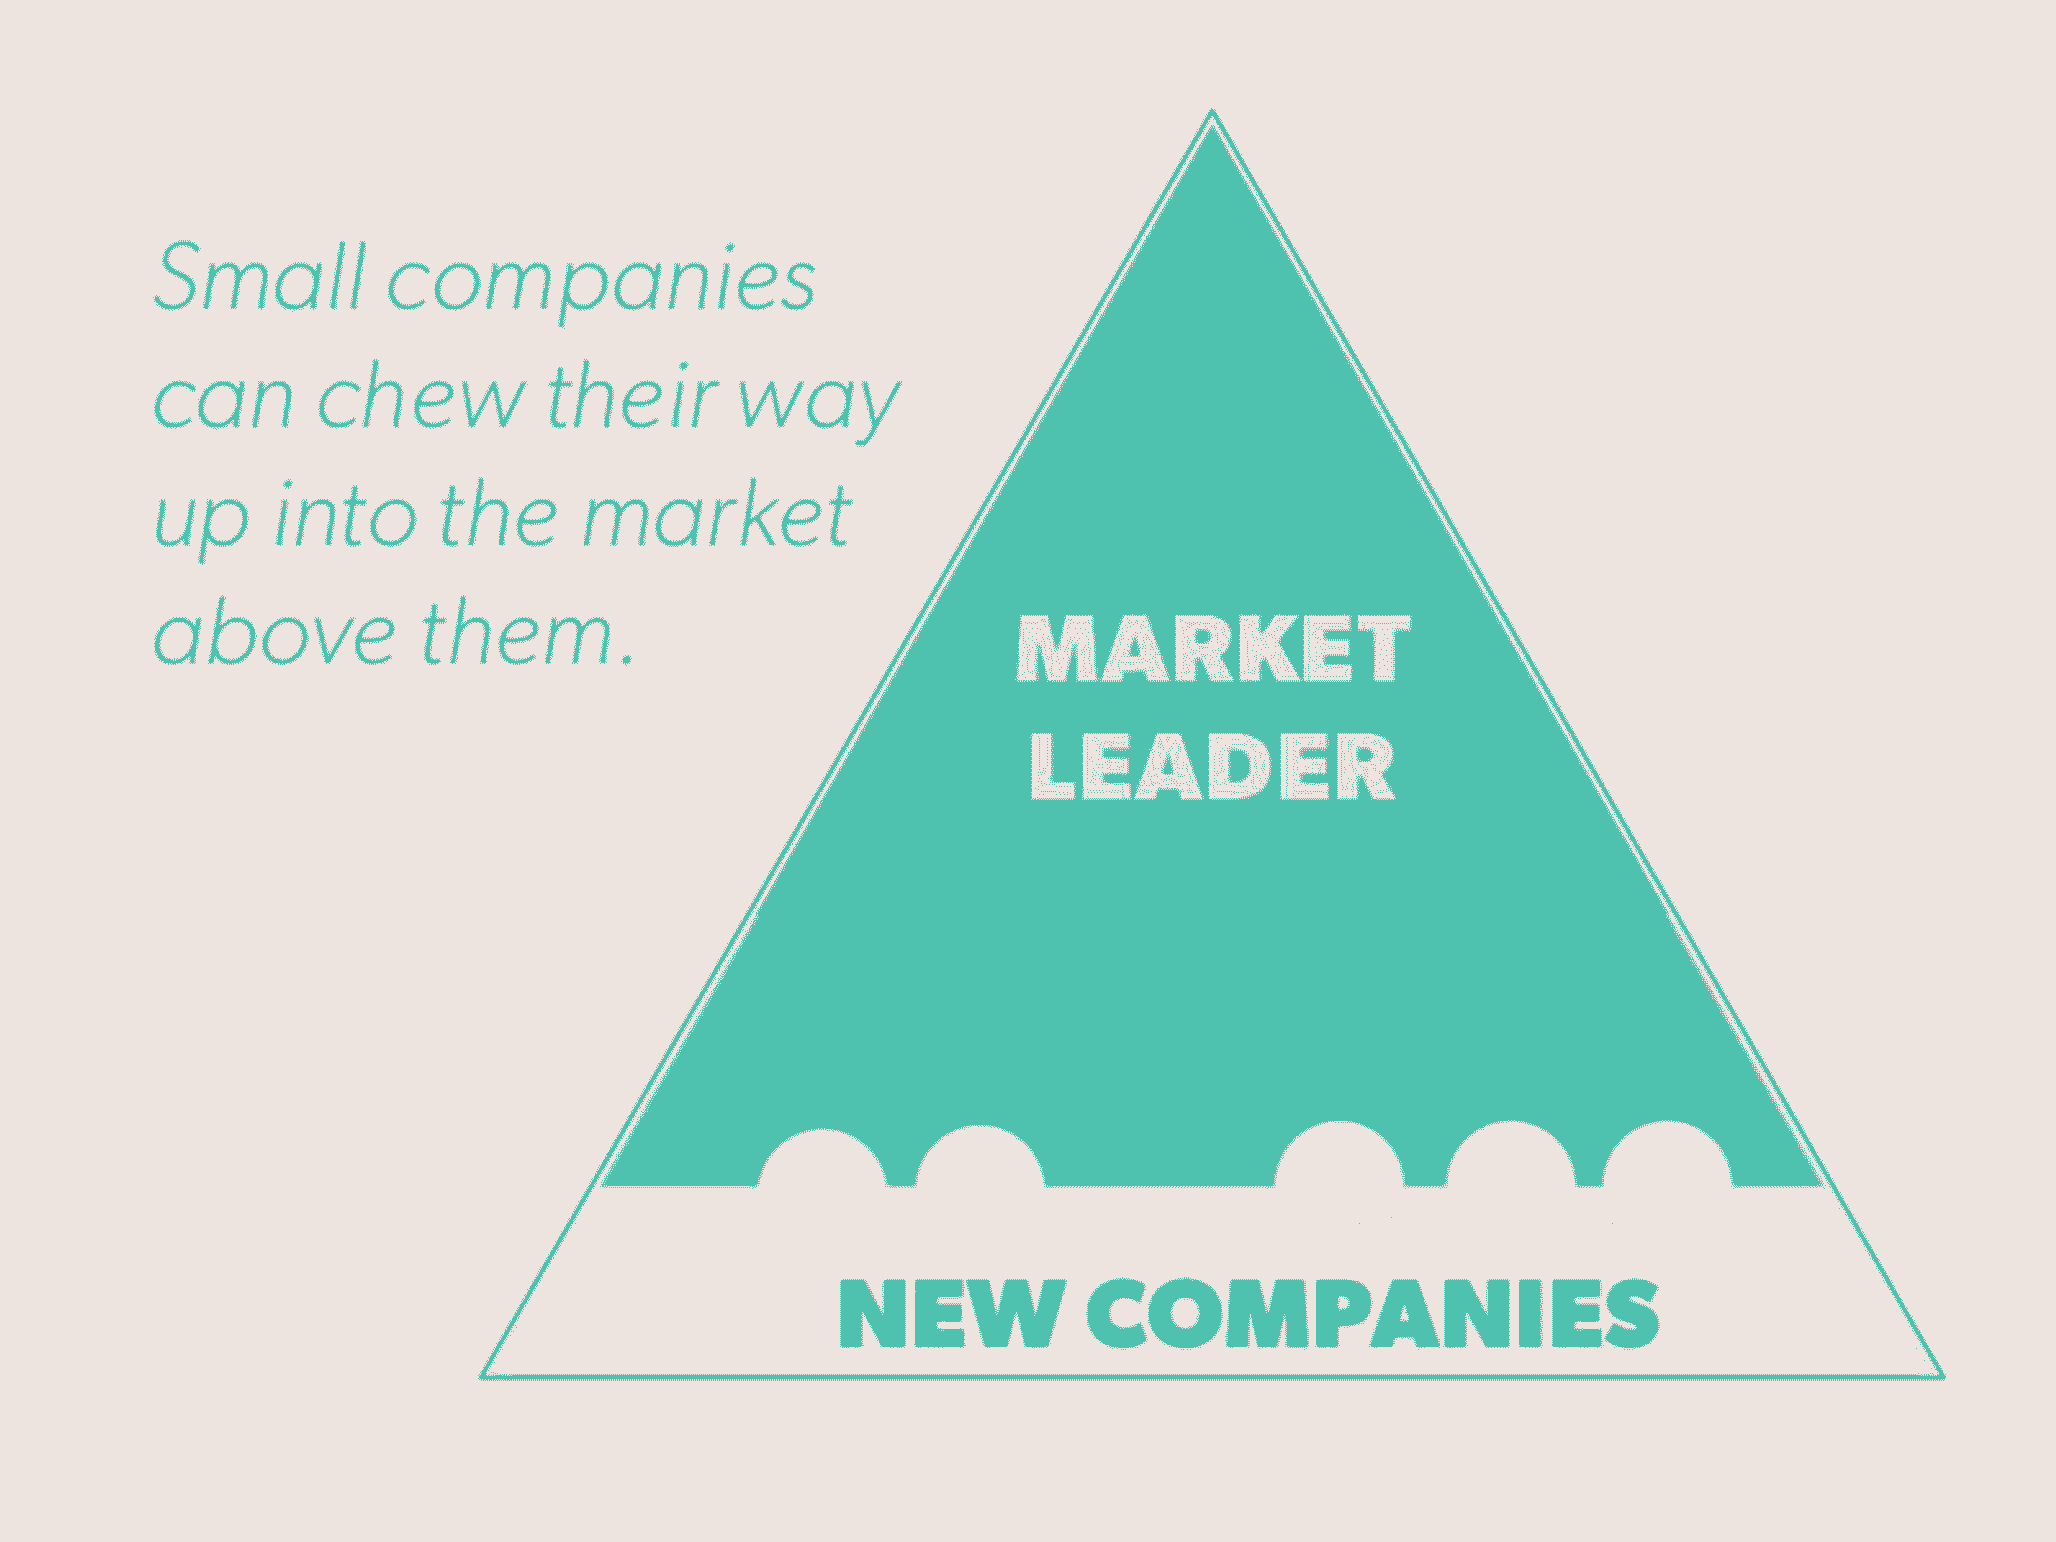 Small companies
can chew their way
up into the market
above them.
MARKET
LEADER
NEW COMPANIES